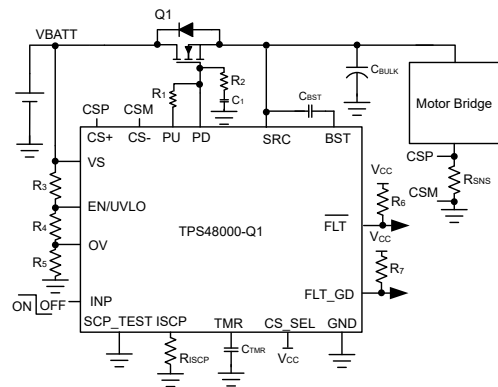 Q1
VBATT
R2
R1
C1
CBST
CBULK
Motor Bridge
CSP
CSM
CS+
CS-
PU
PD
SRC
BST
CSP
RSNS
CSM
VS
R3
EN/UVLO
R4
OV
R5
TPS48000-Q1
VCC
R6
FLT
VCC
R7
FLT_GD
ON
OFF
INP
SCP_TEST
ISCP
TMR
CS_SEL
GND
RISCP
CTMR
VCC